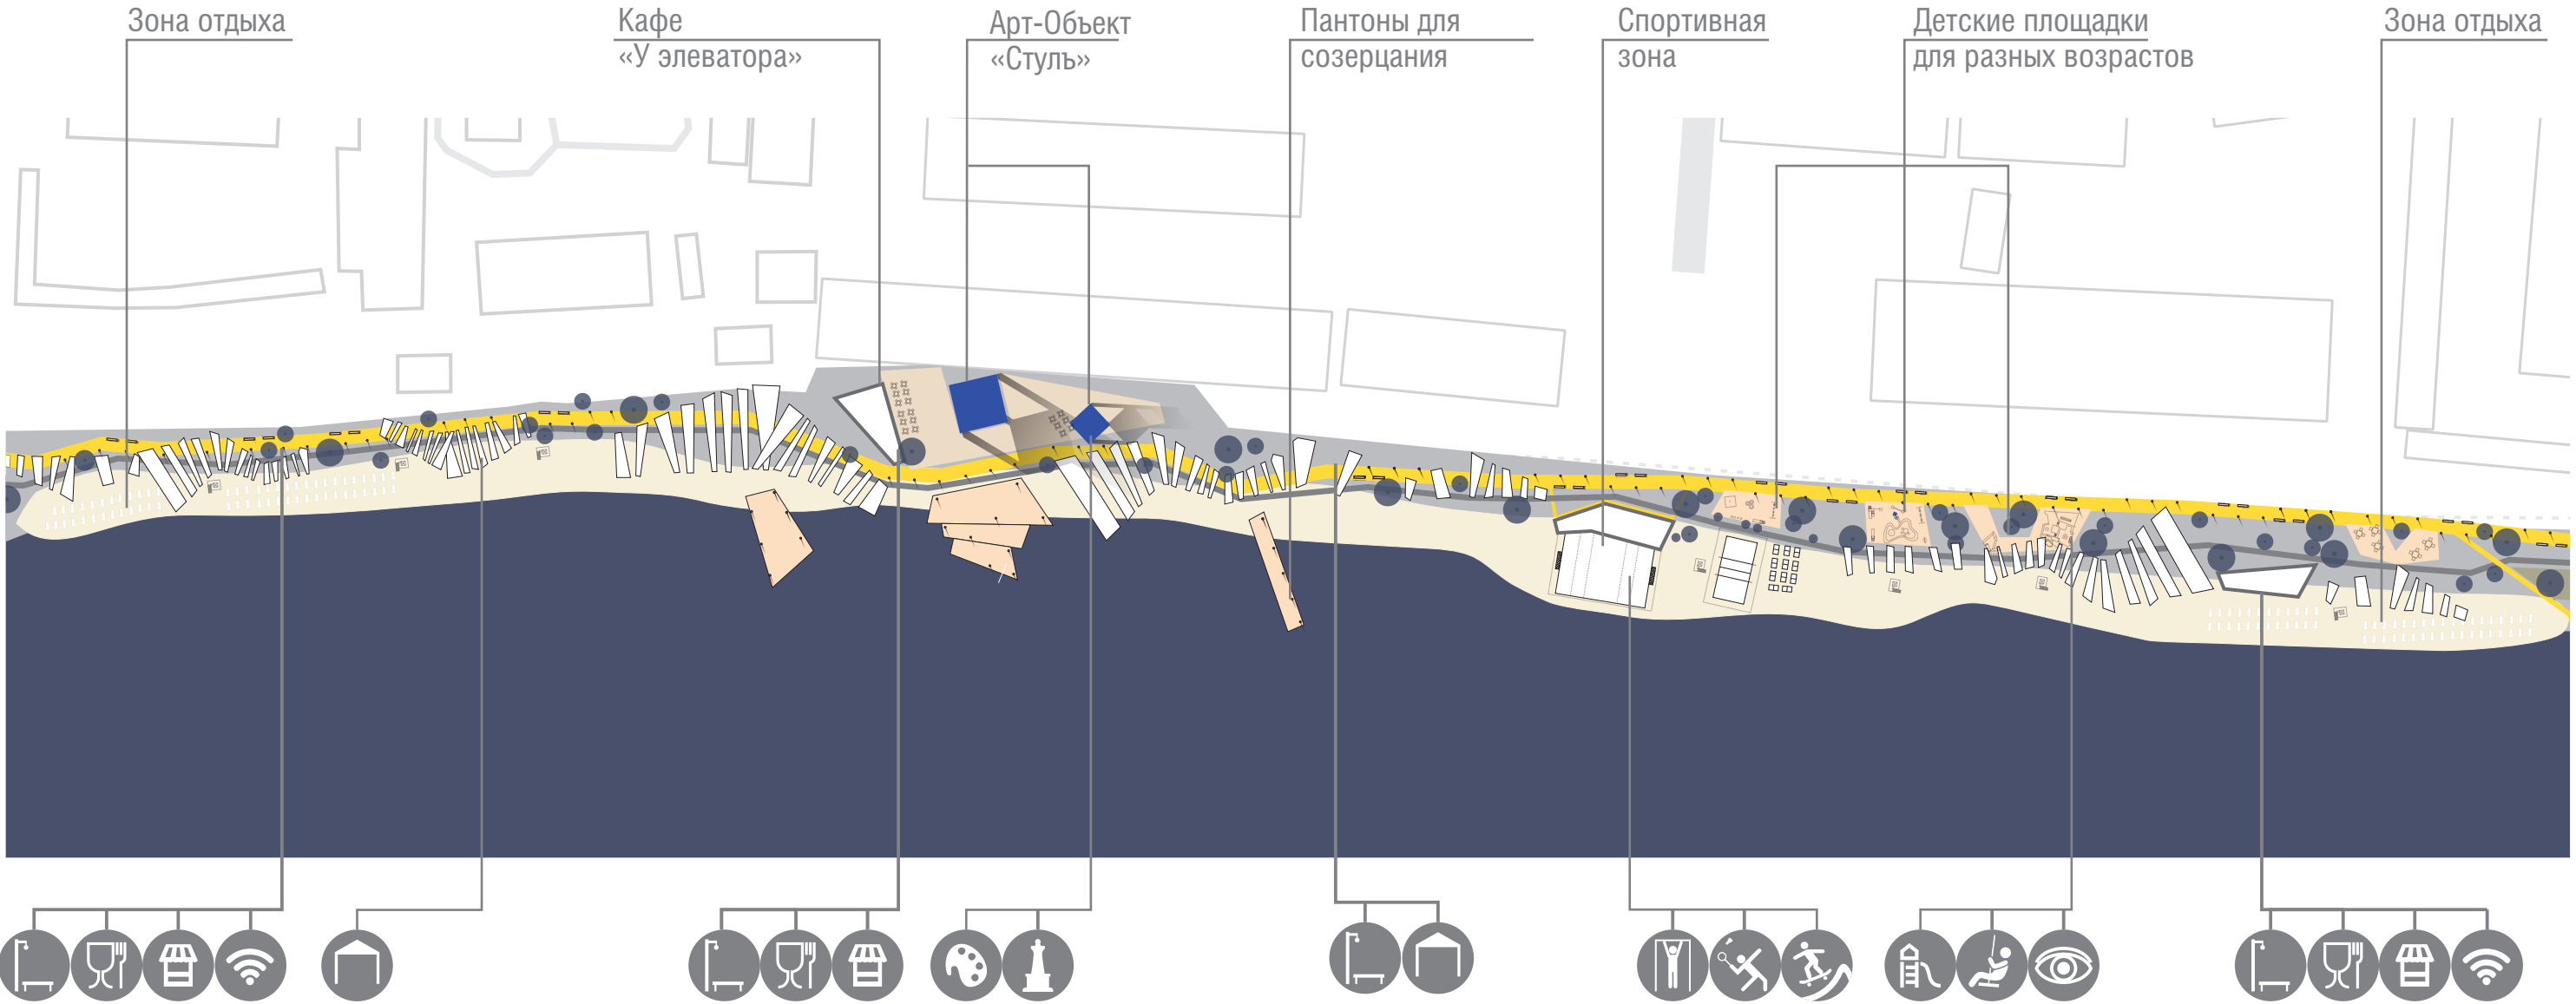 Зона отдыха
Кафе
«У элеватора»
Арт-Объект
«Стулъ»
Пантоны для
созерцания
Спортивная
зона
Детские площадки
для разных возрастов
Зона отдыха